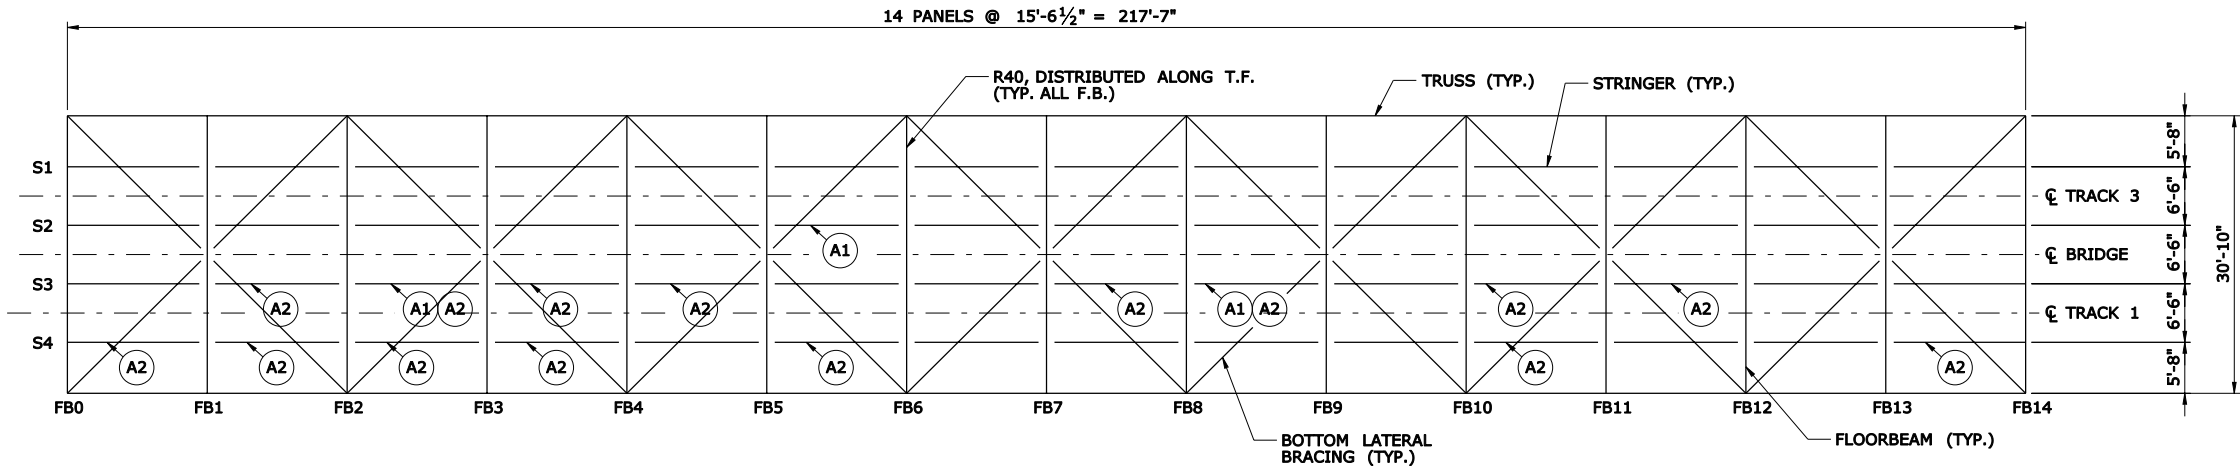 14 PANELS @ 15'-6½" = 217'-7"
R40, DISTRIBUTED ALONG T.F.
(TYP. ALL F.B.)
TRUSS (TYP.)
STRINGER (TYP.)
5'-8"
S1
℄ TRACK 3
6'-6"
S2
A1
℄ BRIDGE
6'-6"
30'-10"
S3
A2
A1
A2
A2
A2
A2
A1
A2
A2
A2
℄ TRACK 1
6'-6"
S4
A2
A2
A2
A2
A2
A2
A2
5'-8"
FB0
FB1
FB2
FB3
FB4
FB5
FB6
FB7
FB8
FB9
FB10
FB11
FB12
FB13
FB14
BOTTOM LATERAL
BRACING (TYP.)
FLOORBEAM (TYP.)